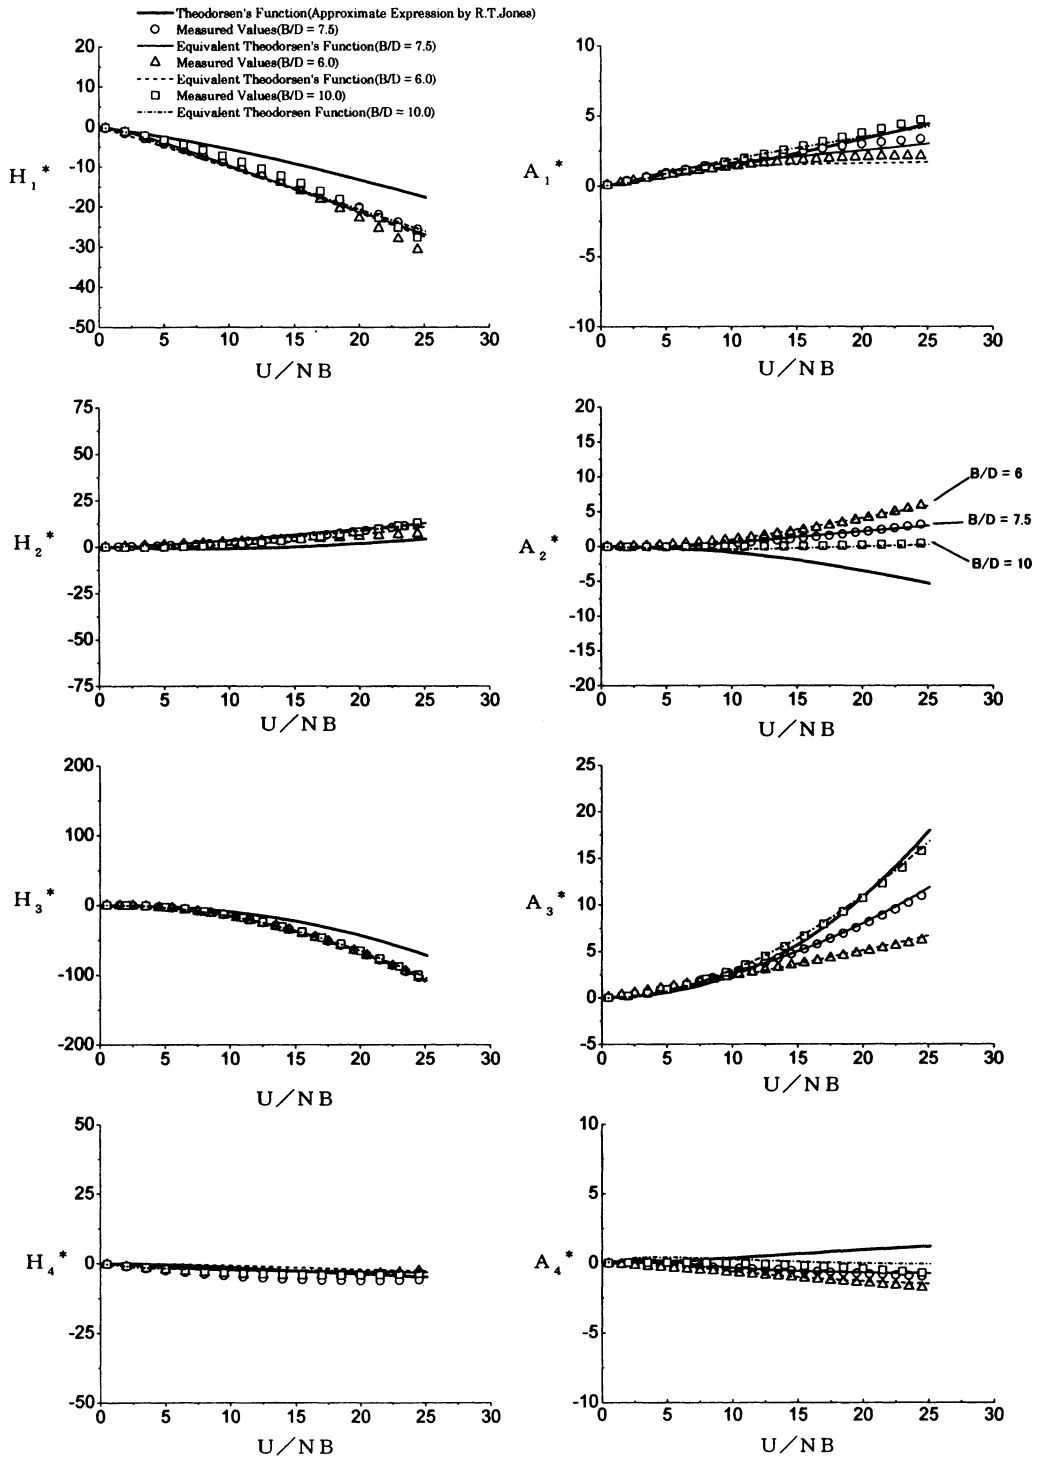 Theodorsen's Function(Approximate Expression by R.T.Jones)
Measured Values(B/D = 7.5)
Equivalent Theodorsen's Function(B/D = 7.5)
Measured Values(B/D = 6.0)
Equivalent Theodorsen's Function(B/D = 6.0)
Measured Values(B/D = 10.0)
Equivalent Theodorsen Function(B/D = 10.0)
20
10
0
-10
-20
-30
-40
-50
H1*
0 5 10 15 20 25 30
U/NB
10
5
0
-5
-10
A1*
0 5 10 15 20 25 30
U/NB
75
50
25
0
-25
-50
-75
H2*
0 5 10 15 20 25 30
U/NB
20
15
10
5
0
-5
-10
-15
-20
A2*
B/D = 6
B/D = 7.5
B/D = 10
0 5 10 15 20 25 30
U/NB
200
100
0
-100
-200
H3*
0 5 10 15 20 25 30
U/NB
25
20
15
10
5
0
-5
A3*
0 5 10 15 20 25 30
U/NB
50
25
0
-25
-50
H4*
0 5 10 15 20 25 30
U/NB
10
5
0
-5
-10
A4*
0 5 10 15 20 25 30
U/NB